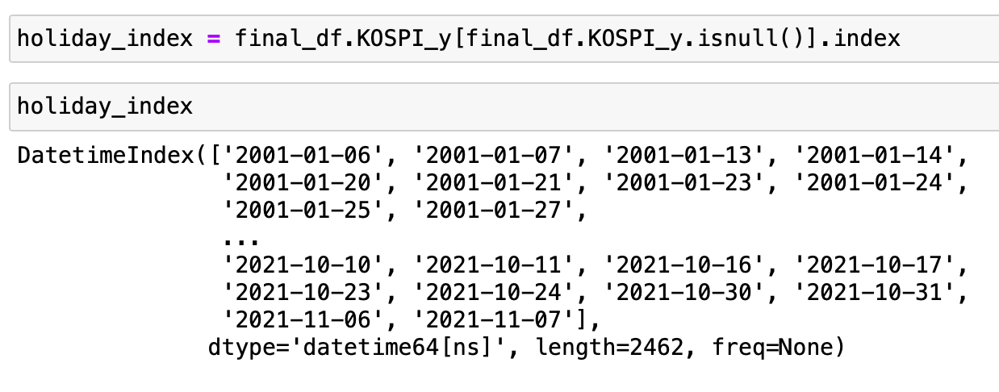 holiday_index = final_df.KOSPI_y[final_df.KOSPI_y.isnull()].index
holiday_index
DatetimeIndex(['2001-01-06', '2001-01-07', '2001-01-13', '2001-01-14',
'2001-01-20', '2001-01-21', '2001-01-23', '2001-01-24',
'2001-01-25', '2001-01-27',
...
'2021-10-10', '2021-10-11', '2021-10-16', '2021-10-17',
'2021-10-23', '2021-10-24', '2021-10-30', '2021-10-31',
'2021-11-06', '2021-11-07'],
dtype='datetime64[ns]', length=2462, freq=None)